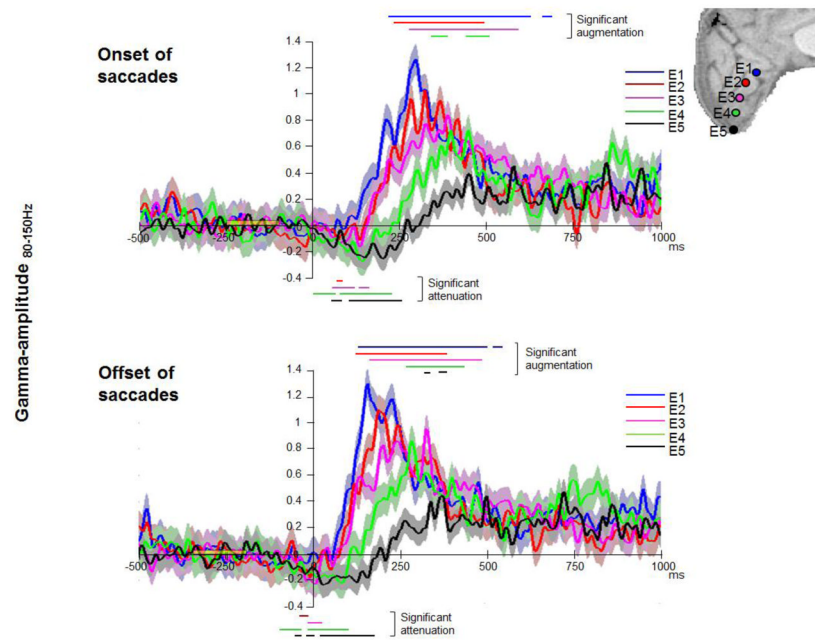 Gamma-amplitude 80-150Hz
Onset of
saccades
Significant
augmentation
1.4
1.2
1
0.8
0.6
0.4
0.2
-0.2
-0.4
-500
-250
250
500
750
1000
ms
E1
E2
E3
E4
E5
E1
E2
E3
E4
E5
Significant
attenuation
Offset of
saccades
Significant
augmentation
1.4
1.2
1
0.8
0.6
0.4
0.2
-0.2
-0.4
-500
-250
250
500
750
1000
ms
E1
E2
E3
E4
E5
Significant
attenuation